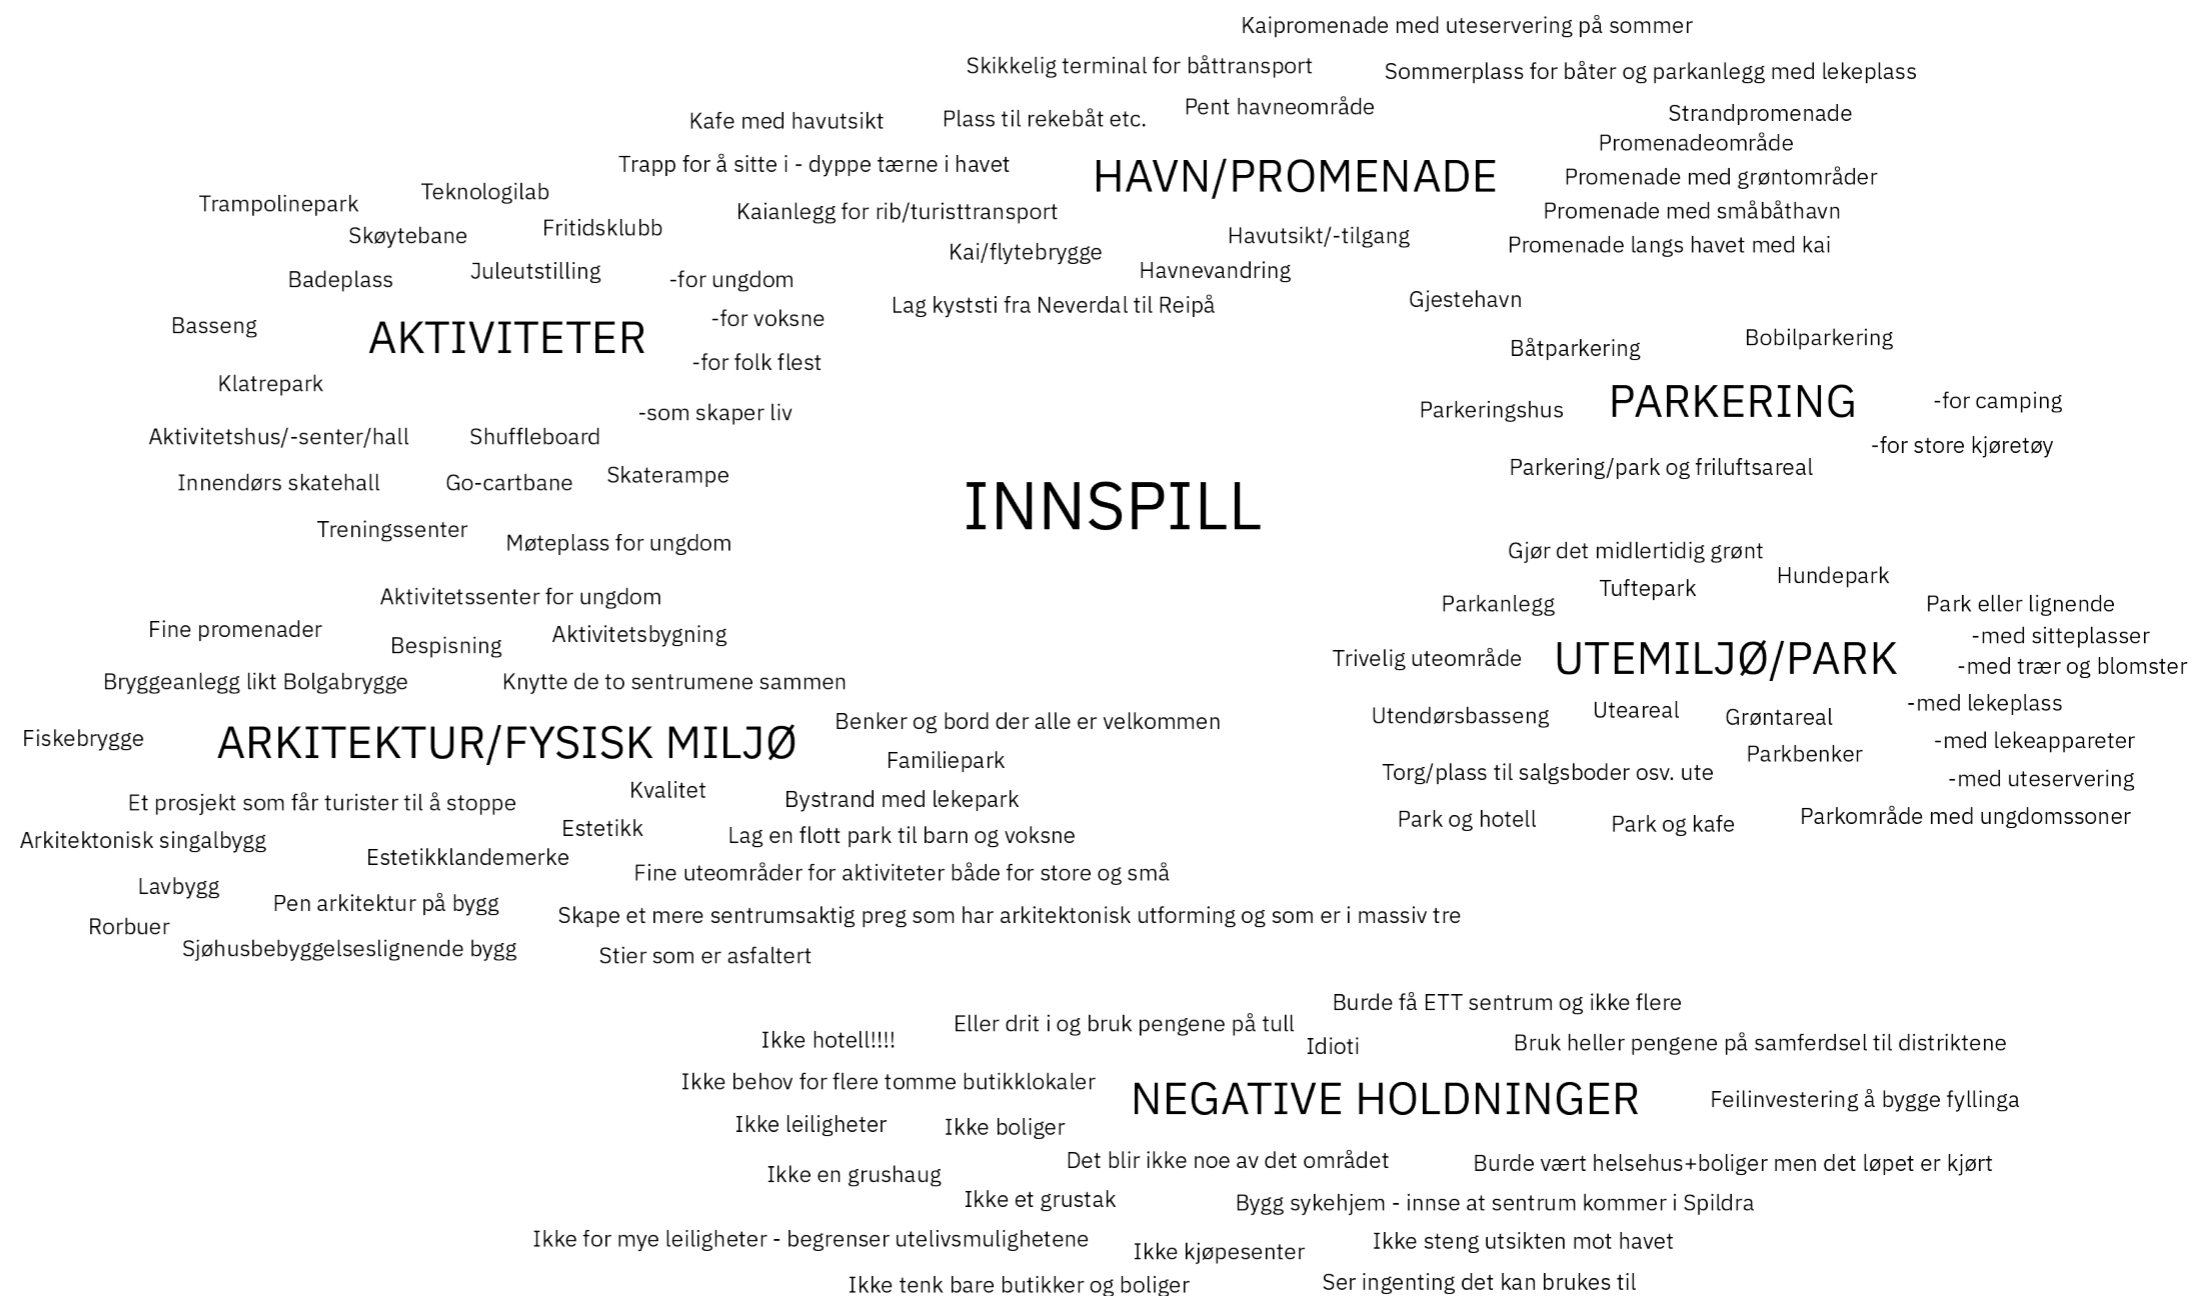 Kaipromenade med uteservering på sommer
Skikkelig terminal for båttransport
Sommerplass for båter og parkanlegg med lekeplass
Kafe med havutsikt
Plass til rekebåt etc.
Pent havneområde
Strandpromenade
Promenadeområde
Trapp for å sitte i - dyppe tærne i havet
HAVN/PROMENADE
Promenade med grøntområder
Kaianlegg for rib/turisttransport
Promenade med småbåthavn
Kai/flytebrygge
Havutsikt/-tilgang
Promenade langs havet med kai
Havnevandring
Lag kyststi fra Neverdal til Reipå
Gjestehavn
Trampolinepark
Teknologilab
Skøytebane
Fritidsklubb
Badeplass
Juleutstilling
-for ungdom
Basseng
AKTIVITETER
-for voksne
-for folk flest
Klatrepark
-som skaper liv
Aktivitetshus/-senter/hall
Shuffleboard
Innendørs skatehall
Go-cartbane
Skaterampe
Treningssenter
Møteplass for ungdom
Båtparkering
Bobilparkering
Parkeringshus
PARKERING
-for camping
-for store kjøretøy
Parkering/park og friluftsareal
INNSPILL
Gjør det midlertidig grønt
Tuftepark
Hundepark
Parkanlegg
Park eller lignende
-med sitteplasser
Trivelig uteområde
UTEMILJØ/PARK
-med trær og blomster
Utendørsbasseng
Uteareal
Grøntareal
-med lekeplass
Parkbenker
-med lekeapparater
Torg/plass til salgsboder osv. ute
-med uteservering
Park og hotell
Park og kafe
Parkområde med ungdomssoner
Aktivitetssenter for ungdom
Fine promenader
Bespisning
Aktivitetsbygning
Bryggeanlegg likt Bolgabrygge
Knytte de to sentrumene sammen
Fiskebrygge
ARKITEKTUR/FYSISK MILJØ
Benker og bord der alle er velkommen
Familiepark
Et prosjekt som får turister til å stoppe
Kvalitet
Bystrand med lekepark
Arkitektonisk singalbygg
Estetikk
Lag en flott park til barn og voksne
Estetikklandemerke
Fine uteområder for aktiviteter både for store og små
Lavbygg
Pen arkitektur på bygg
Skape et mere sentrumsaktig preg som har arkitektonisk utforming og som er i massiv tre
Rorbuer
Sjøhusbebyggelseslignende bygg
Stier som er asfaltert
Burde få ETT sentrum og ikke flere
Ikke hotell!!!!
Eller drit i og bruk pengene på tull
Idioti
Bruk heller pengene på samferdsel til distriktene
Ikke behov for flere tomme butikklokaler
NEGATIVE HOLDNINGER
Feilinvestering å bygge fyllinga
Ikke leiligheter
Ikke boliger
Ikke en grushaug
Det blir ikke noe av det området
Burde vært helsehus+boliger men det løpet er kjørt
Ikke et grustak
Bygg sykehjem - innse at sentrum kommer i Spildra
Ikke for mye leiligheter - begrenser utelivsmulighetene
Ikke kjøpesenter
Ikke steng utsikten mot havet
Ikke tenk bare butikker og boliger
Ser ingenting det kan brukes til